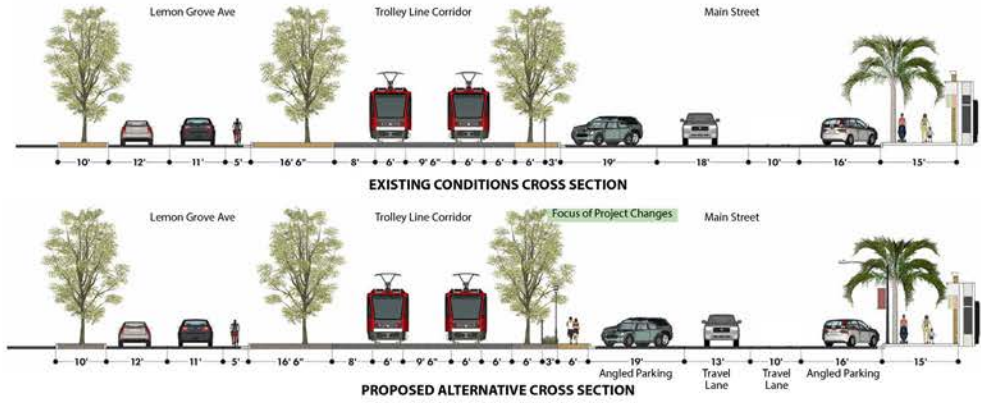 Lemon Grove Ave Trolley Line Corridor Main Street
10' 12' 11' 5' 16' 6" 8' 6' 9' 6" 6' 6' 6' 3' 19' 18' 10' 16' 15'
EXISTING CONDITIONS CROSS SECTION
Lemon Grove Ave Trolley Line Corridor Focus of Project Changes Main Street
10' 12' 11' 5' 16' 6" 8' 6' 9' 6" 6' 6' 6' 3' 6' 19' 13' 10' 16' 15'
Angled Parking Travel Lane Travel Lane Angled Parking
PROPOSED ALTERNATIVE CROSS SECTION